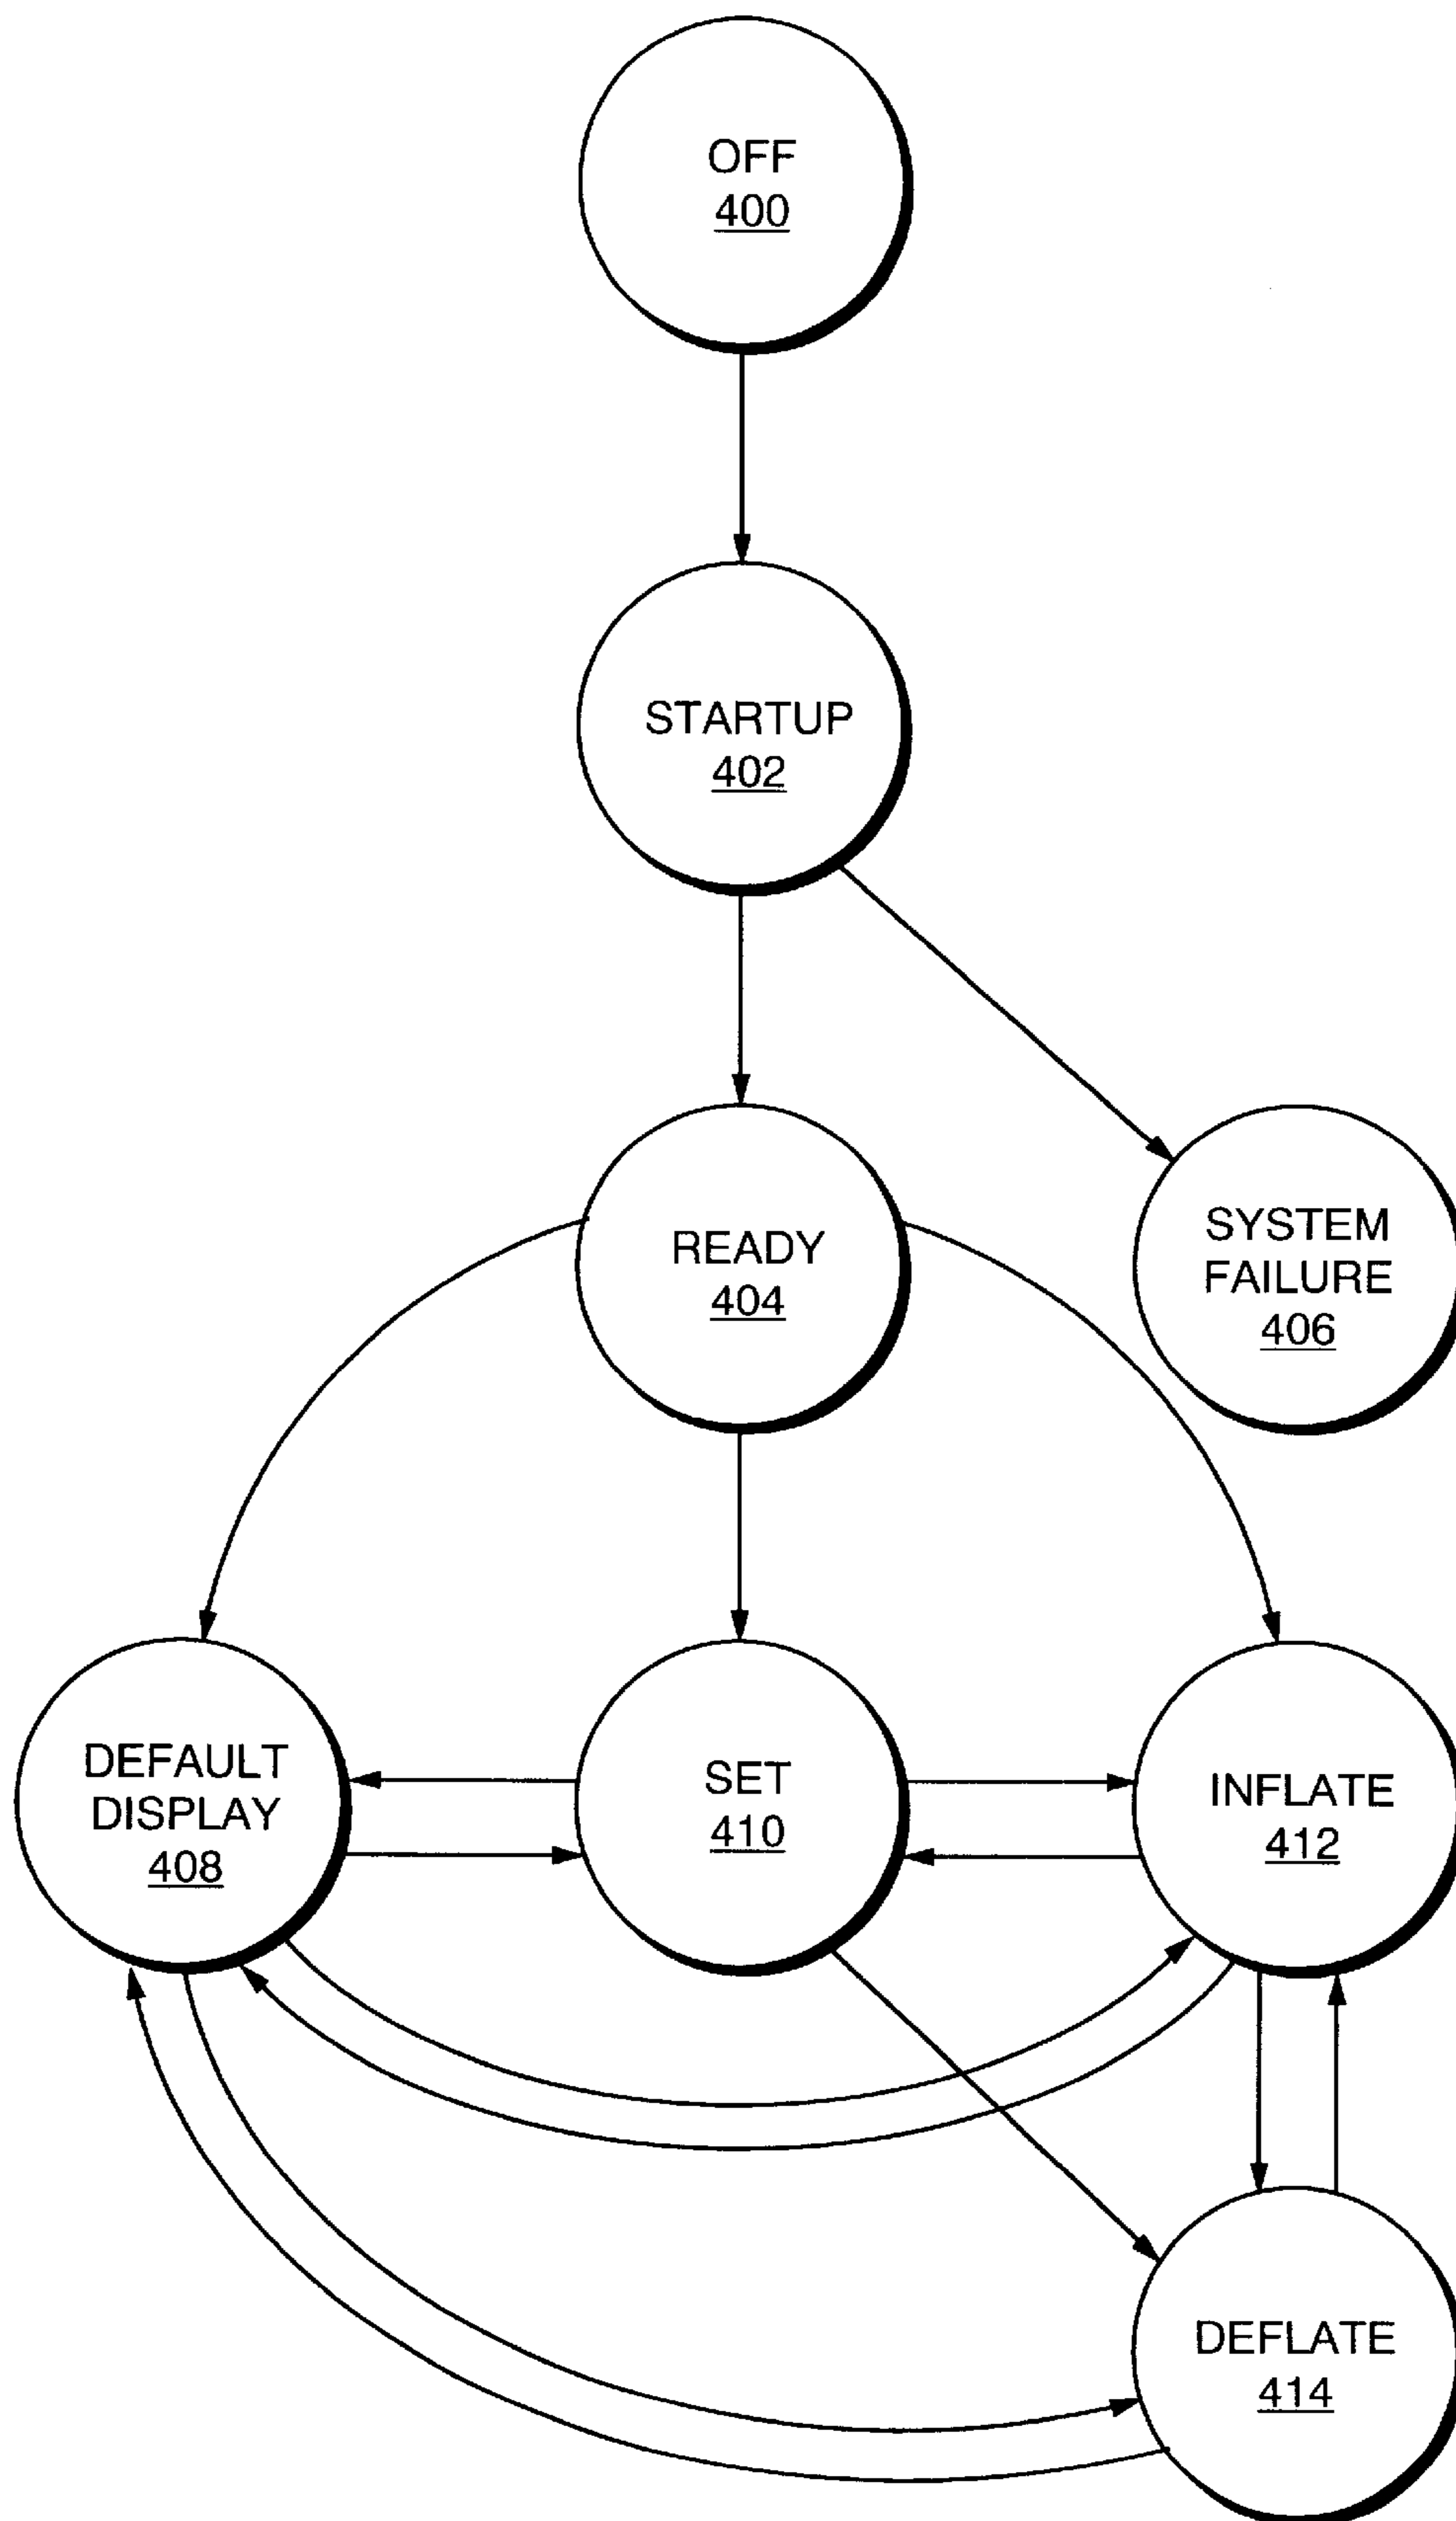 OFF
400
STARTUP
402
READY
404
SYSTEM
FAILURE
406
DEFAULT
DISPLAY
408
SET
410
INFLATE
412
DEFLATE
414